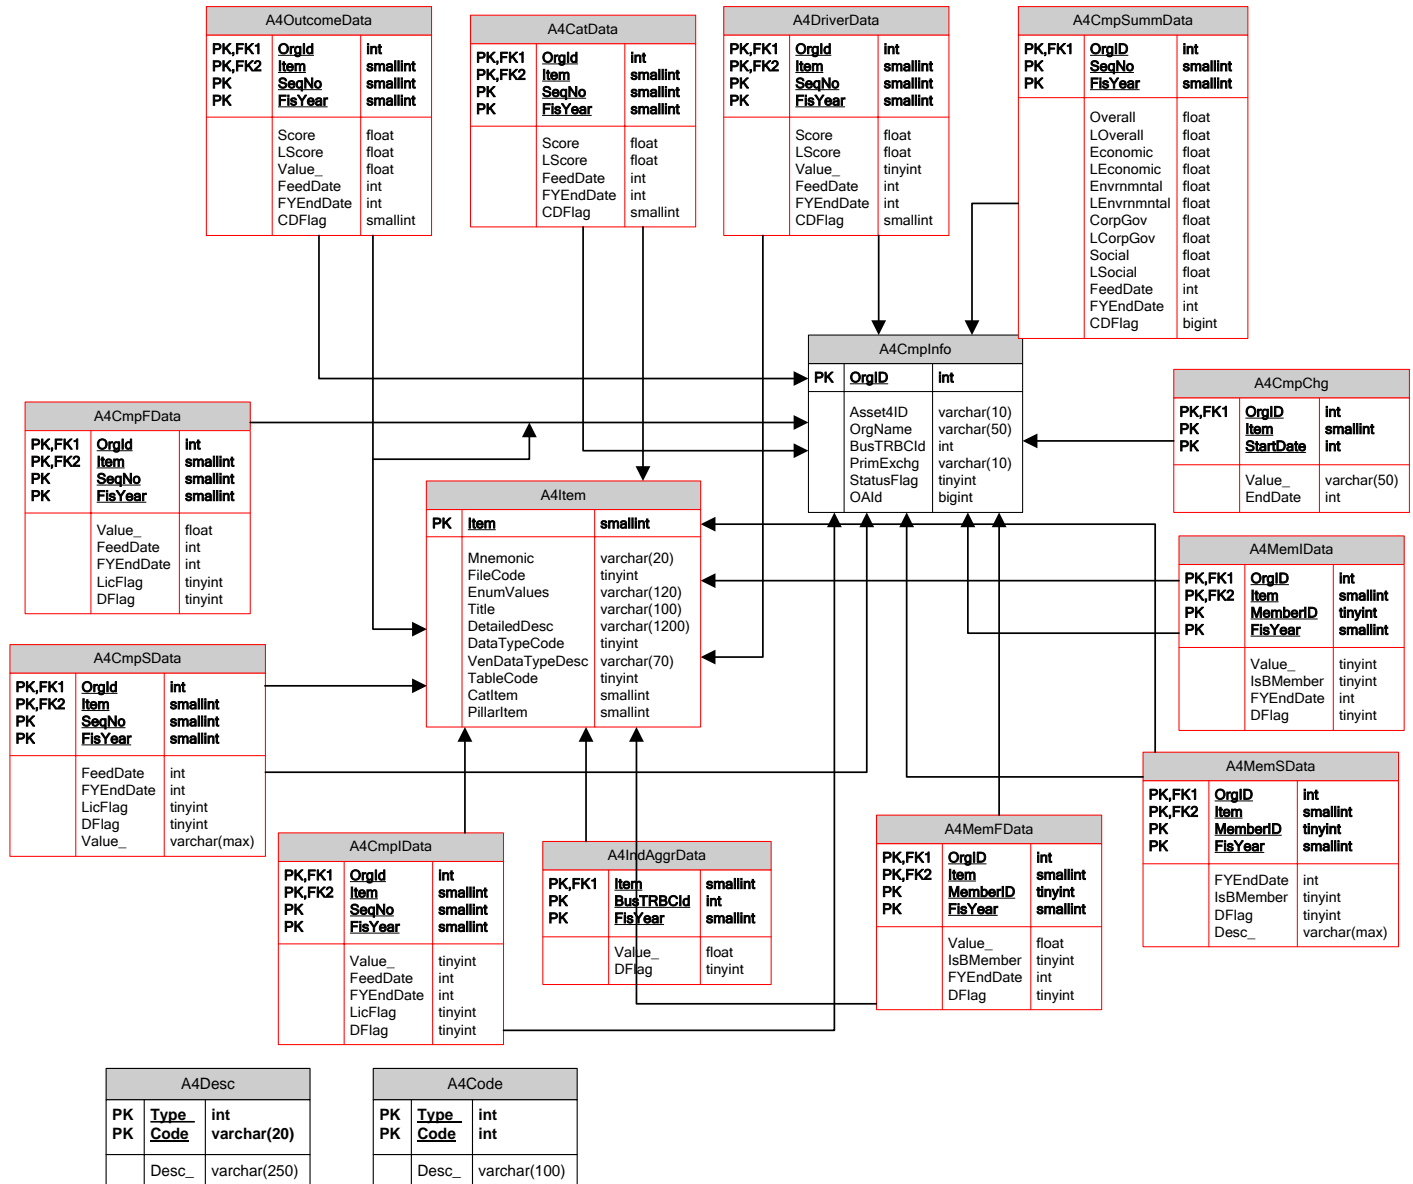 A4OutcomeData
PK,FK1 OrgId int
PK,FK2 Item smallint
PK SeqNo smallint
PK FisYear smallint
Score float
LScore float
Value_ float
FeedDate int
FYEndDate int
CDFlag smallint
A4CatData
PK,FK1 OrgId int
PK,FK2 Item smallint
PK SeqNo smallint
PK FisYear smallint
Score float
LScore float
FeedDate int
FYEndDate int
CDFlag smallint
A4DriverData
PK,FK1 OrgId int
PK,FK2 Item smallint
PK SeqNo smallint
PK FisYear smallint
Score float
LScore float
Value_ tinyint
FeedDate int
FYEndDate int
CDFlag smallint
A4CmpSummData
PK,FK1 OrgID int
PK SeqNo smallint
PK FisYear smallint
Overall float
LOverall float
Economic float
LEconomic float
Envrnmntal float
LEnvrnmntal float
CorpGov float
LCorpGov float
Social float
LSocial float
FeedDate int
FYEndDate int
CDFlag bigint
A4CmpInfo
PK OrgID int
Asset4ID varchar(10)
OrgName varchar(50)
BusTRBCId int
PrimExchg varchar(10)
StatusFlag tinyint
OAId bigint
A4CmpChg
PK,FK1 OrgID int
PK Item smallint
PK StartDate int
Value_ varchar(50)
EndDate int
A4CmpFData
PK,FK1 OrgId int
PK,FK2 Item smallint
PK SeqNo smallint
PK FisYear smallint
Value_ float
FeedDate int
FYEndDate int
LicFlag tinyint
DFlag tinyint
A4Item
PK Item smallint
Mnemonic varchar(20)
FileCode tinyint
EnumValues varchar(120)
Title varchar(100)
DetailedDesc varchar(1200)
DataTypeCode tinyint
VenDataTypeDesc varchar(70)
TableCode tinyint
CatItem smallint
PillarItem smallint
A4MemIData
PK,FK1 OrgID int
PK,FK2 Item smallint
PK MemberID tinyint
PK FisYear smallint
Value_ tinyint
IsBMember tinyint
FYEndDate int
DFlag tinyint
A4CmpSData
PK,FK1 OrgId int
PK,FK2 Item smallint
PK SeqNo smallint
PK FisYear smallint
FeedDate int
FYEndDate int
LicFlag tinyint
DFlag tinyint
Value_ varchar(max)
A4MemSData
PK,FK1 OrgID int
PK,FK2 Item smallint
PK MemberID tinyint
PK FisYear smallint
FYEndDate int
IsBMember tinyint
DFlag tinyint
Desc_ varchar(max)
A4CmpIData
PK,FK1 OrgId int
PK,FK2 Item smallint
PK SeqNo smallint
PK FisYear smallint
Value_ tinyint
FeedDate int
FYEndDate int
LicFlag tinyint
DFlag tinyint
A4IndAggrData
PK,FK1 Item smallint
PK BusTRBCId int
PK FisYear smallint
Value_ float
DFlag tinyint
A4MemFData
PK,FK1 OrgID int
PK,FK2 Item smallint
PK MemberID tinyint
PK FisYear smallint
Value_ float
IsBMember tinyint
FYEndDate int
DFlag tinyint
A4Desc
PK Type_ int
PK Code varchar(20)
Desc_ varchar(250)
A4Code
PK Type_ int
PK Code int
Desc_ varchar(100)